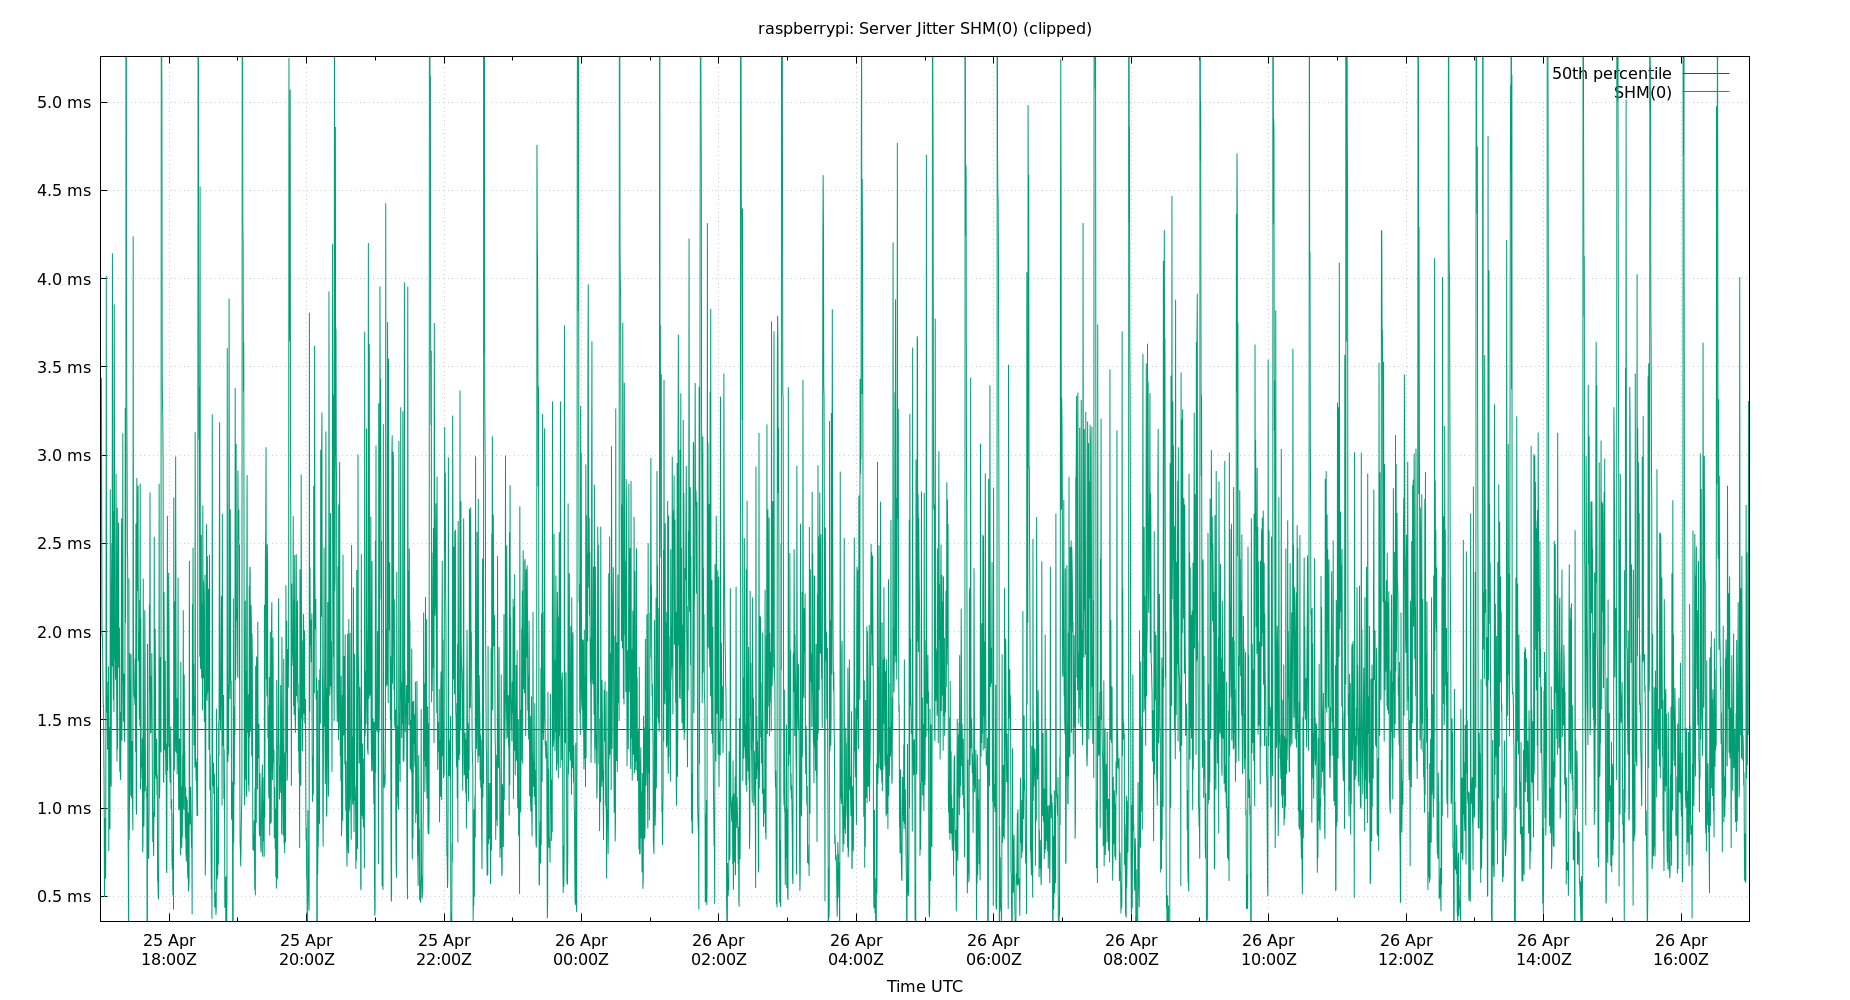 raspberrypi: Server Jitter SHM(0) (clipped)
50th percentile
SHM(0)
5.0 ms
4.5 ms
4.0 ms
3.5 ms
3.0 ms
2.5 ms
2.0 ms
1.5 ms
1.0 ms
0.5 ms
25 Apr 25 Apr 25 Apr 26 Apr 26 Apr 26 Apr 26 Apr 26 Apr 26 Apr 26 Apr 26 Apr 26 Apr
18:00Z 20:00Z 22:00Z 00:00Z 02:00Z 04:00Z 06:00Z 08:00Z 10:00Z 12:00Z 14:00Z 16:00Z
Time UTC